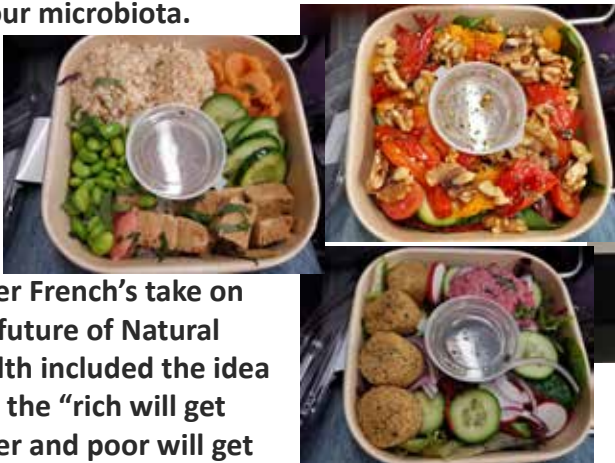 our microbiota.
er French’s take on
future of Natural
lth included the idea
the “rich will get
er and poor will get